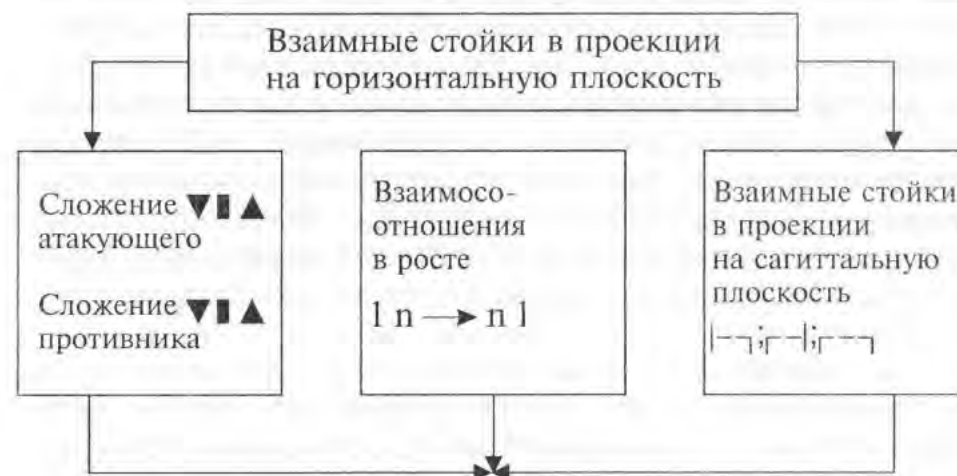 Взаимные стойки в проекции
на горизонтальную плоскость
Сложение ▼▮▲
атакующего
Сложение ▼▮▲
противника
Взаимосо-
отношения
в росте
l n → n l
Взаимные стойки
в проекции
на сагиттальную
плоскость